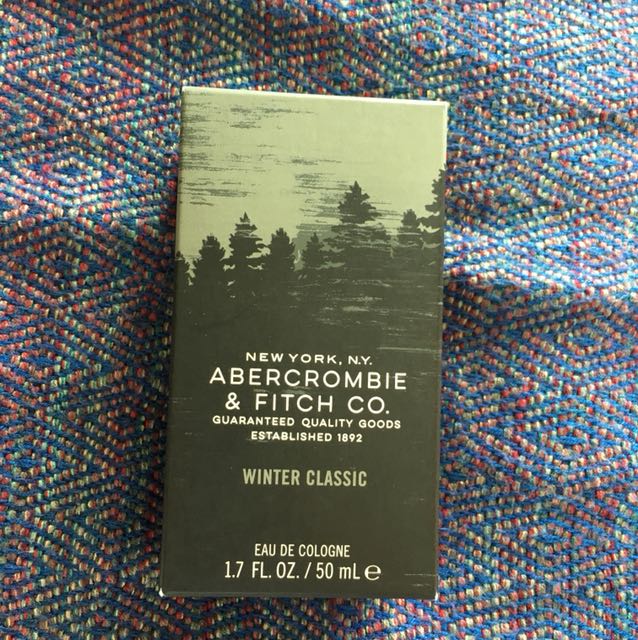 NEW YORK, N.Y.
ABERCROMBIE
& FITCH CO.
GUARANTEED QUALITY GOODS
ESTABLISHED 1892
WINTER CLASSIC
EAU DE COLOGNE
1.7 FL. OZ. / 50 mL ℮